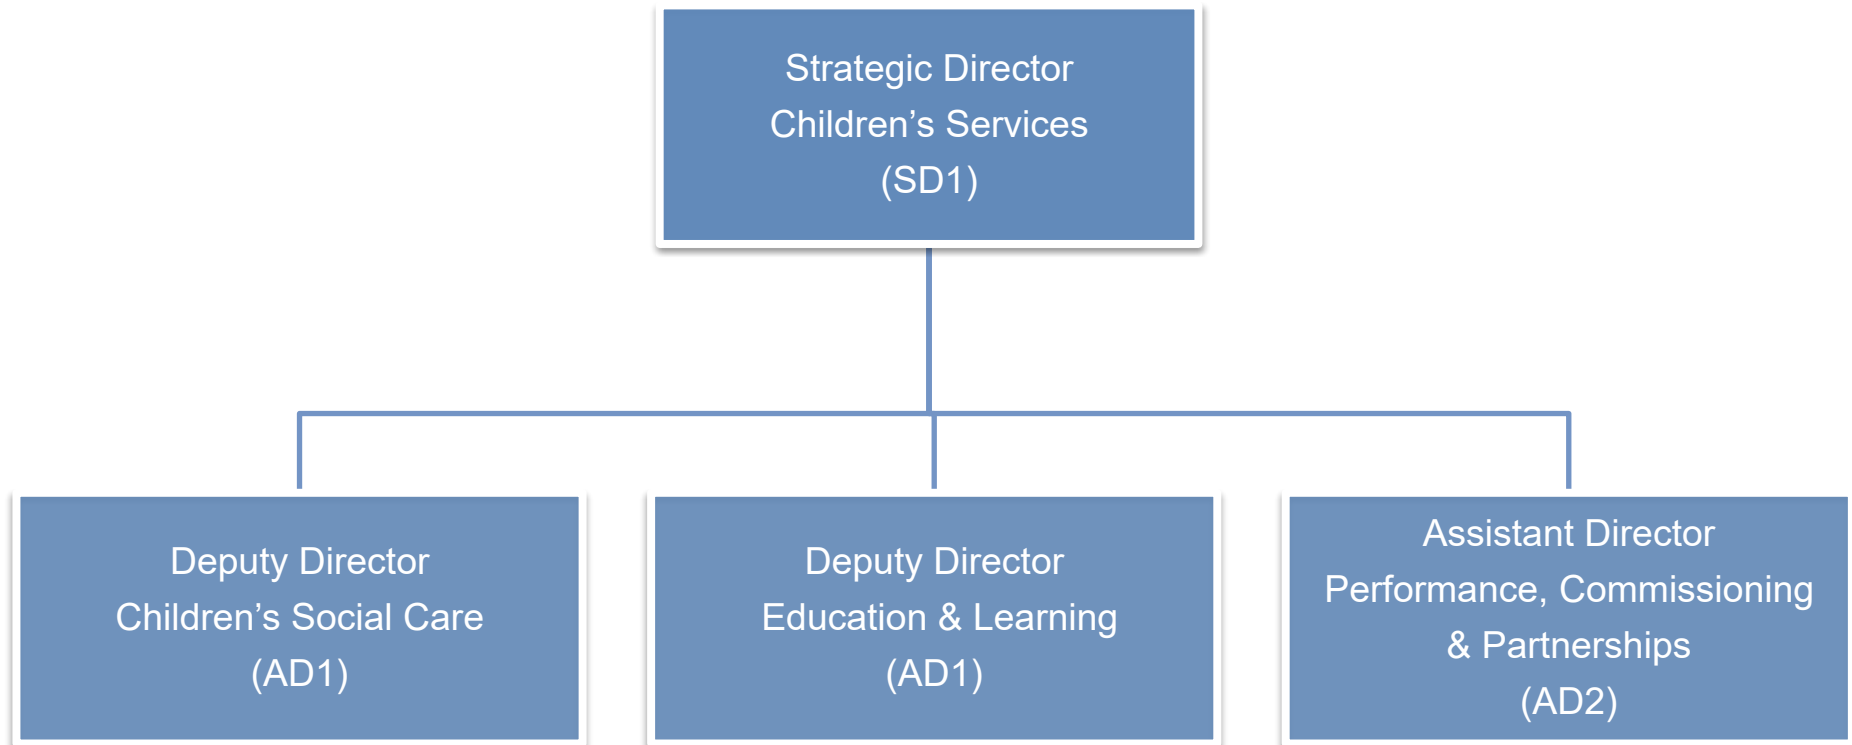 Strategic Director
Children’s Services
(SD1)
Deputy Director
Children’s Social Care
(AD1)
Deputy Director
Education & Learning
(AD1)
Assistant Director
Performance, Commissioning
& Partnerships
(AD2)